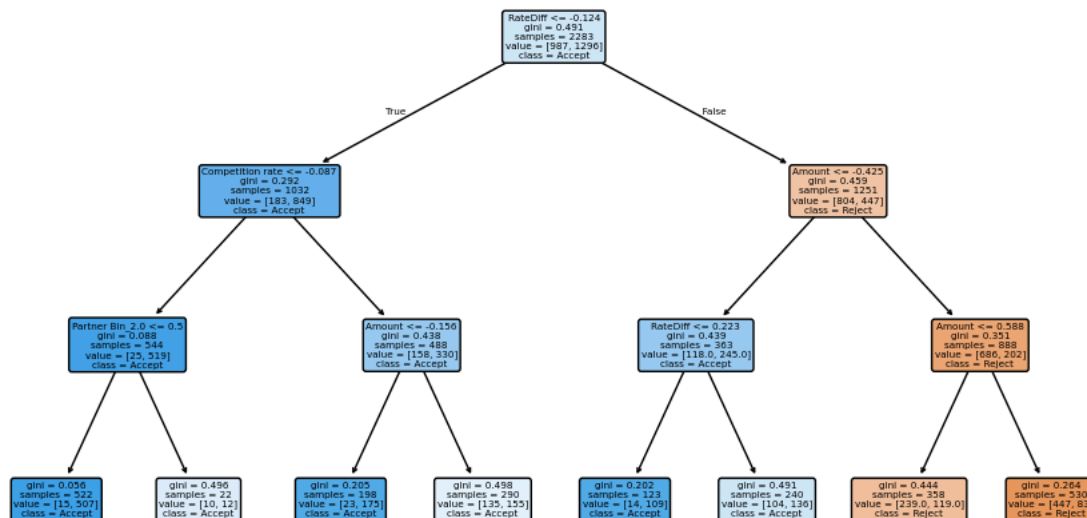 RateDiff <= -0.124
gini = 0.491
samples = 2283
value = [987, 1296]
class = Accept
True
False
Competition rate <= -0.087
gini = 0.292
samples = 1032
value = [183, 849]
class = Accept
Amount <= -0.425
gini = 0.459
samples = 1251
value = [804, 447]
class = Reject
Partner Bin_2.0 <= 0.5
gini = 0.088
samples = 544
value = [25, 519]
class = Accept
Amount <= -0.156
gini = 0.438
samples = 488
value = [158, 330]
class = Accept
RateDiff <= 0.223
gini = 0.439
samples = 363
value = [118.0, 245.0]
class = Accept
Amount <= 0.588
gini = 0.351
samples = 888
value = [686, 202]
class = Reject
gini = 0.056
samples = 522
value = [15, 507]
class = Accept
gini = 0.496
samples = 22
value = [10, 12]
class = Accept
gini = 0.205
samples = 198
value = [23, 175]
class = Accept
gini = 0.498
samples = 290
value = [135, 155]
class = Accept
gini = 0.202
samples = 123
value = [14, 109]
class = Accept
gini = 0.491
samples = 240
value = [104, 136]
class = Accept
gini = 0.444
samples = 358
value = [239.0, 119.0]
class = Reject
gini = 0.264
samples = 530
value = [447, 83
class = Reject